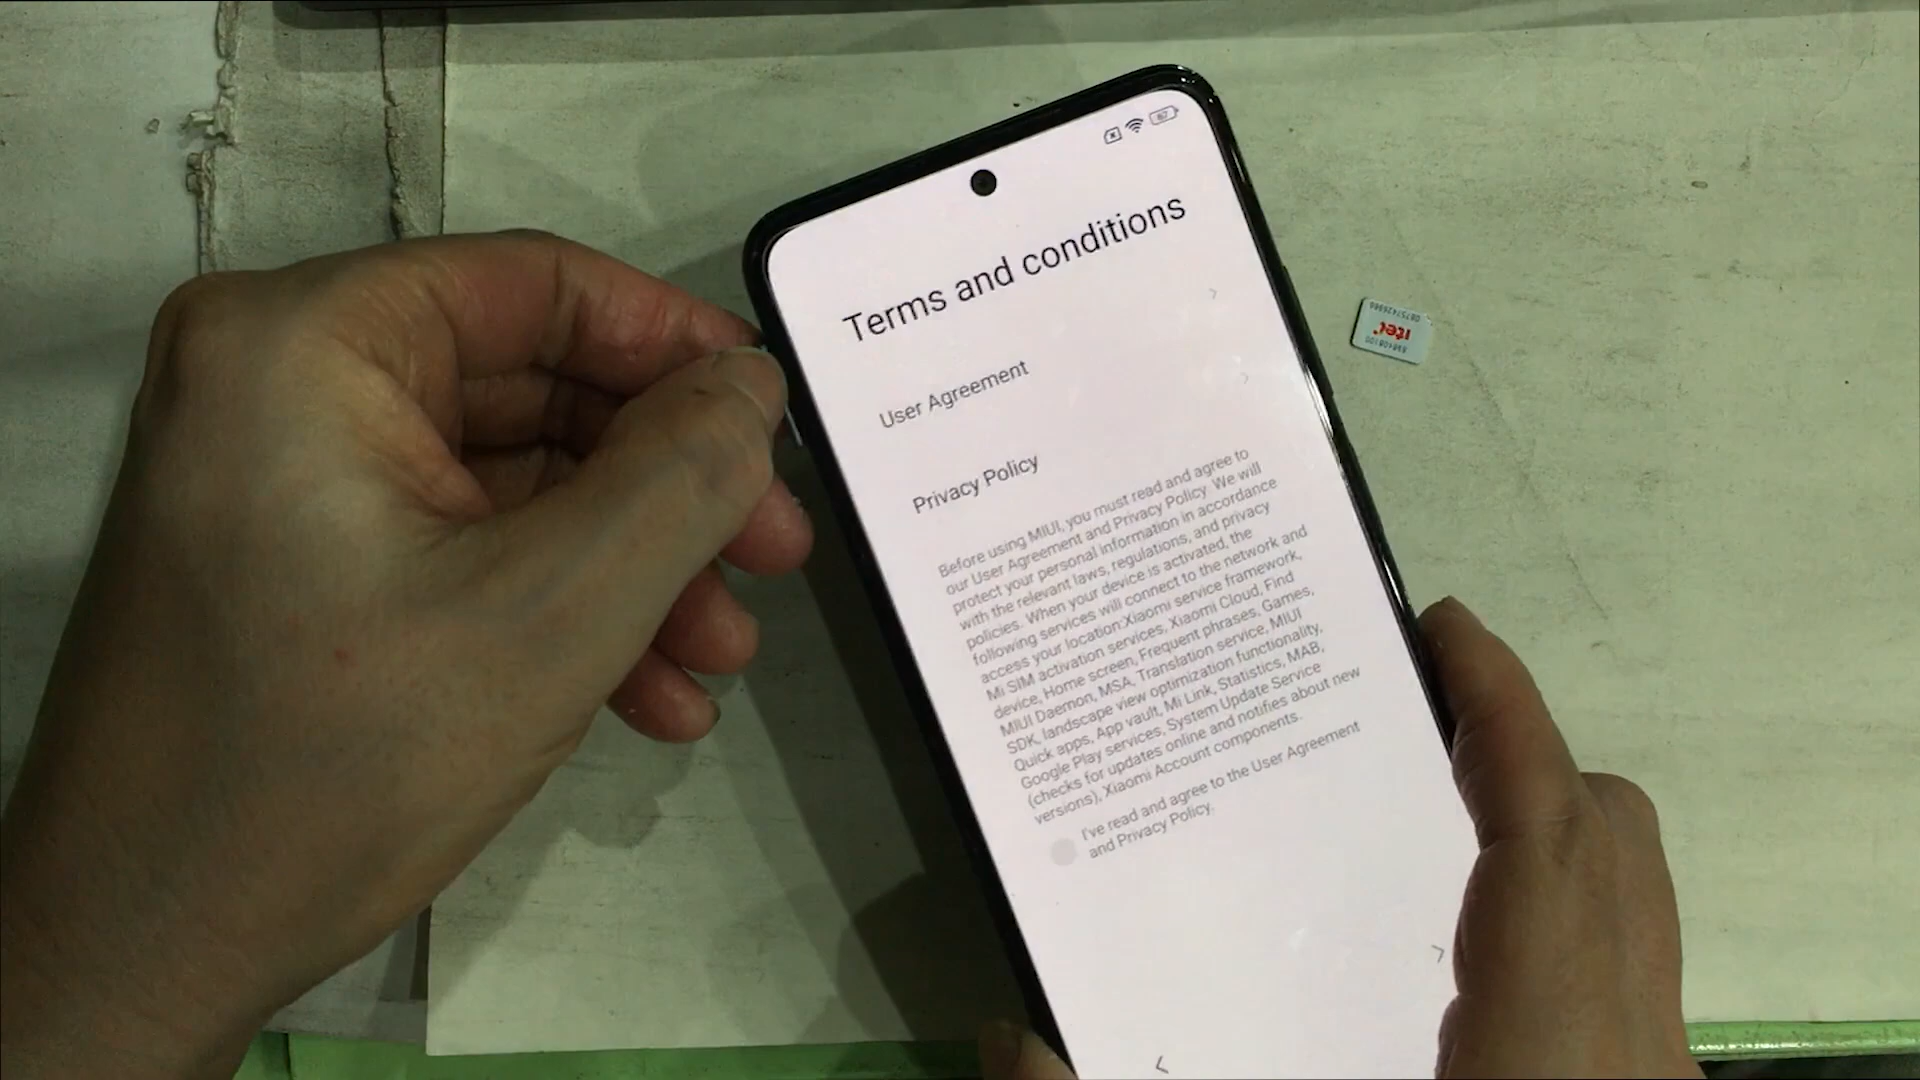 67
Terms and conditions
User Agreement
Privacy Policy
Before using MIUI, you must read and agree to
our User Agreement and Privacy Policy. We will
protect your personal information in accordance
with the relevant laws, regulations, and privacy
policies. When your device is activated, the
following services will connect to the network and
access your location:Xiaomi service framework,
Mi SIM activation services, Xiaomi Cloud, Find
device, Home screen, Frequent phrases, Games,
MIUI Daemon, MSA, Translation service, MIUI
SDK, landscape view optimization functionality,
Quick apps, App vault, Mi Link, Statistics, MAB,
Google Play services, System Update Service
(checks for updates online and notifies about new
versions), Xiaomi Account components.
I've read and agree to the User Agreement
and Privacy Policy.
itel